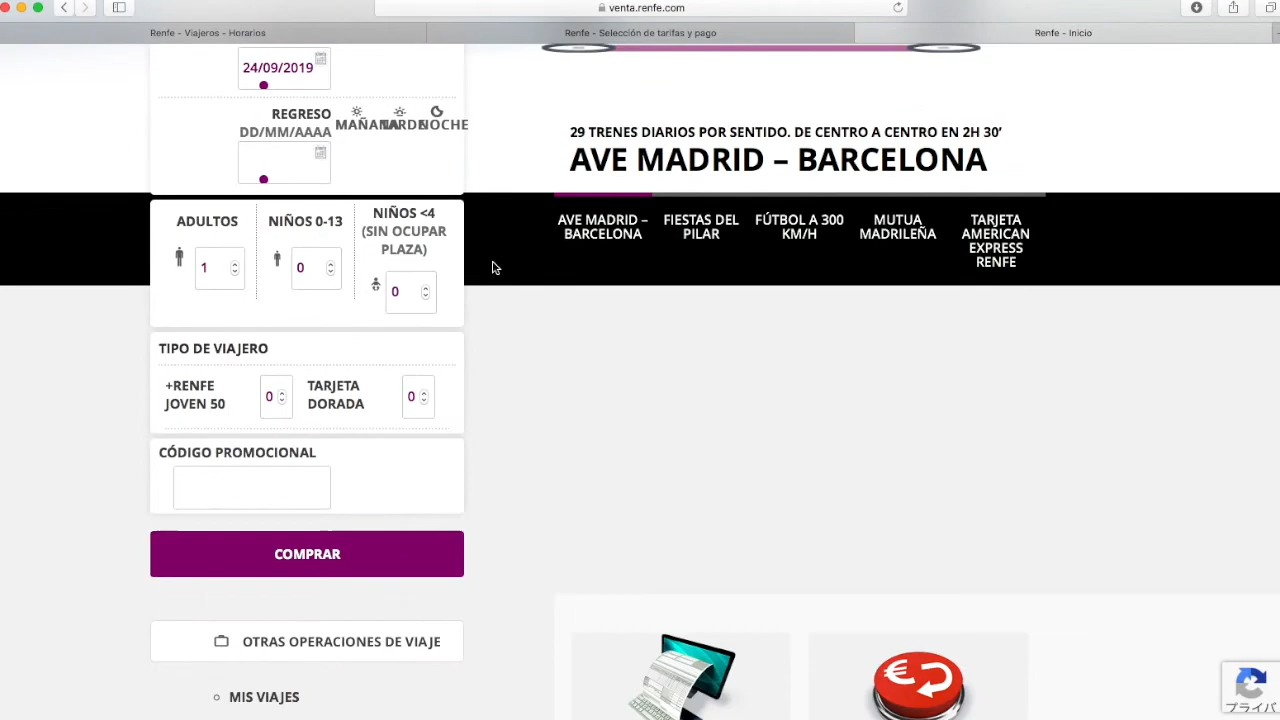 venta.renfe.com
Renfe - Viajeros - Horarios
Renfe - Selección de tarifas y pago
Renfe - Inicio
24/09/2019
REGRESO
DD/MM/AAAA
MAÑANA
TARDE
NOCHE
ADULTOS
1
NIÑOS 0-13
0
NIÑOS <4
(SIN OCUPAR
PLAZA)
0
TIPO DE VIAJERO
+RENFE
JOVEN 50
0
TARJETA
DORADA
0
CÓDIGO PROMOCIONAL
COMPRAR
OTRAS OPERACIONES DE VIAJE
MIS VIAJES
29 TRENES DIARIOS POR SENTIDO. DE CENTRO A CENTRO EN 2H 30’
AVE MADRID – BARCELONA
AVE MADRID –
BARCELONA
FIESTAS DEL
PILAR
FÚTBOL A 300
KM/H
MUTUA
MADRILEÑA
TARJETA
AMERICAN
EXPRESS
RENFE
€
プライバ